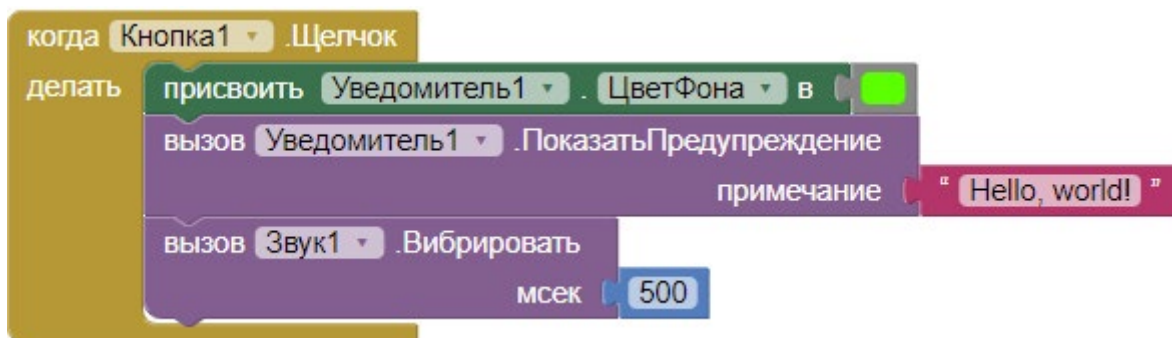 когда Кнопка1 .Щелчок
делать присвоить Уведомитель1 . ЦветФона в
вызов Уведомитель1 .ПоказатьПредупреждение
примечание " Hello, world! "
вызов Звук1 .Вибрировать
мсек 500